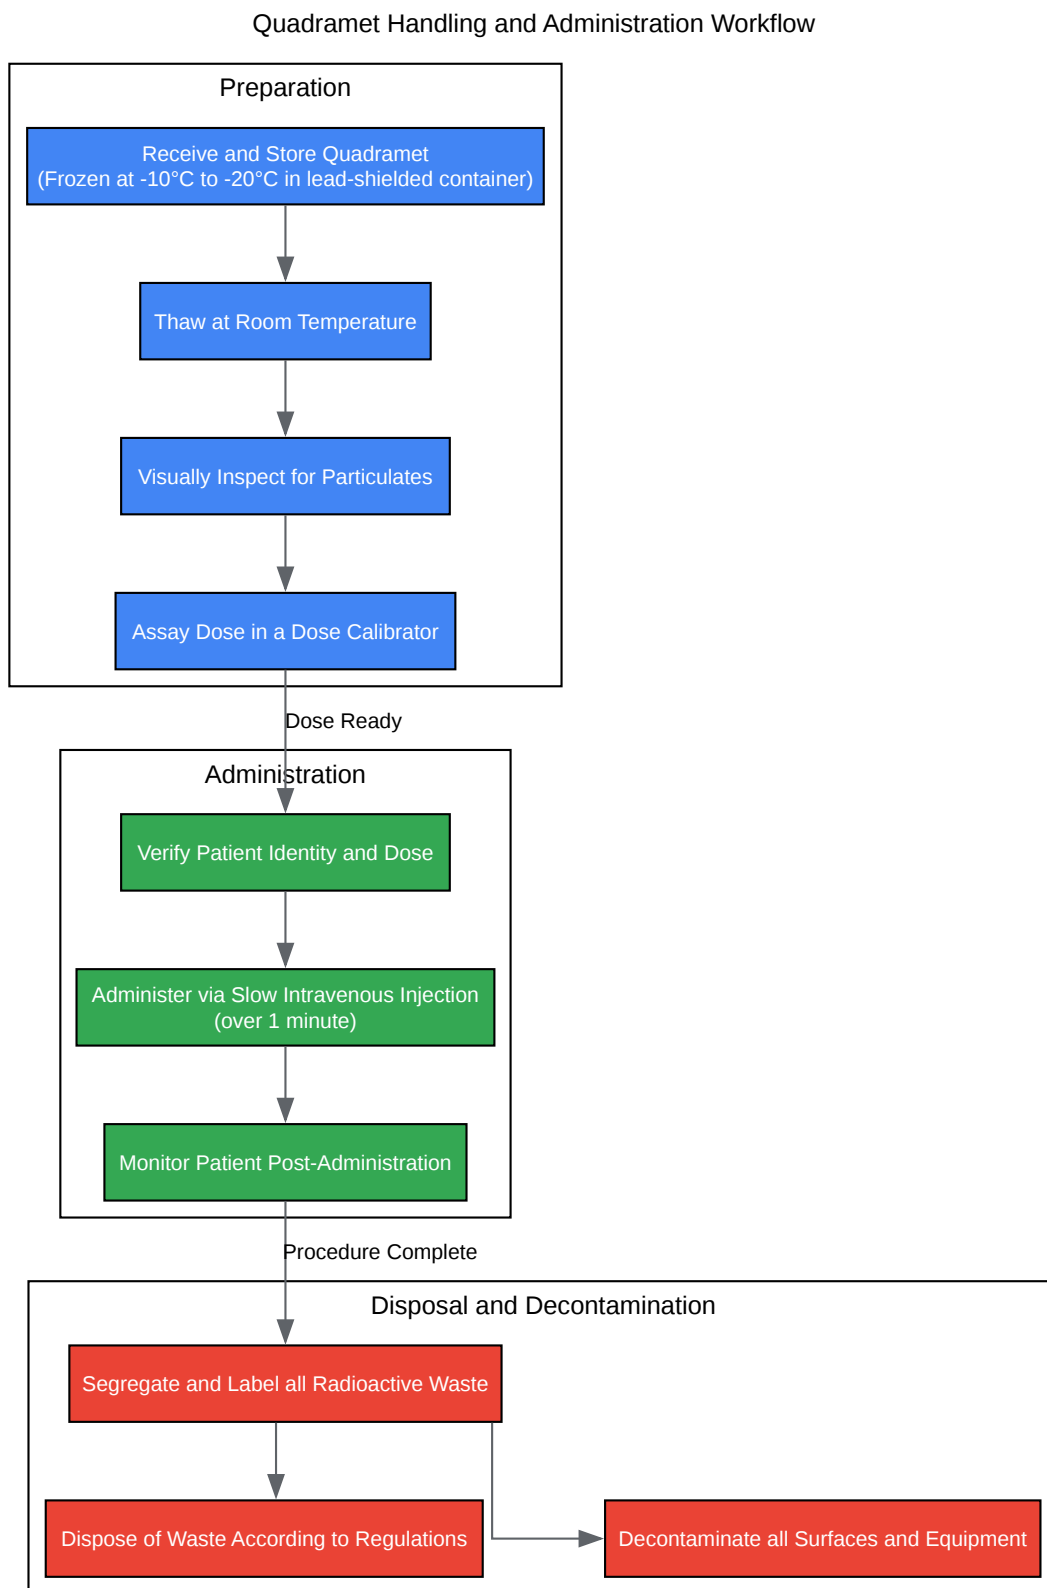 Quadramet Handling and Administration Workflow
Preparation
Receive and Store Quadramet
(Frozen at -10°C to -20°C in lead-shielded container)
Thaw at Room Temperature
Visually Inspect for Particulates
Assay Dose in a Dose Calibrator
Dose Ready
Administration
Verify Patient Identity and Dose
Administer via Slow Intravenous Injection
(over 1 minute)
Monitor Patient Post-Administration
Procedure Complete
Disposal and Decontamination
Segregate and Label all Radioactive Waste
Dispose of Waste According to Regulations
Decontaminate all Surfaces and Equipment